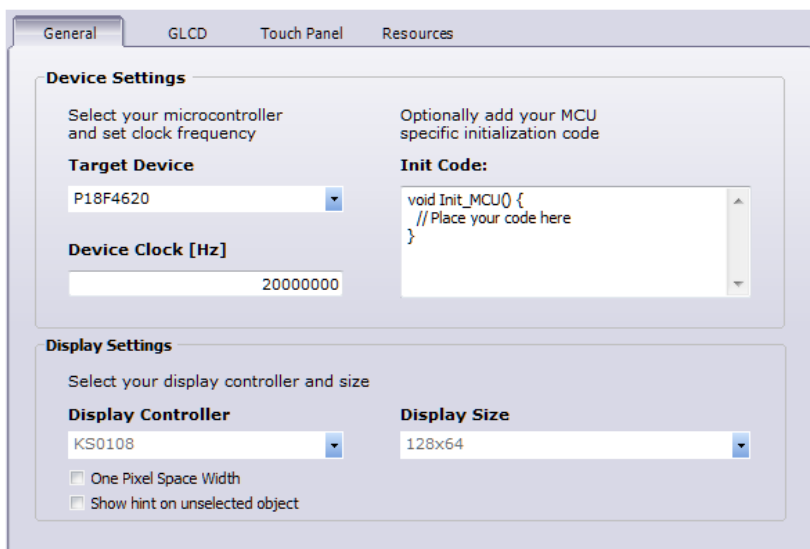 General GLCD Touch Panel Resources
Device Settings
Select your microcontroller
and set clock frequency
Target Device
P18F4620
Device Clock [Hz]
20000000
Optionally add your MCU
specific initialization code
Init Code:
void Init_MCU() {
// Place your code here
}
Display Settings
Select your display controller and size
Display Controller
KS0108
Display Size
128x64
One Pixel Space Width
Show hint on unselected object